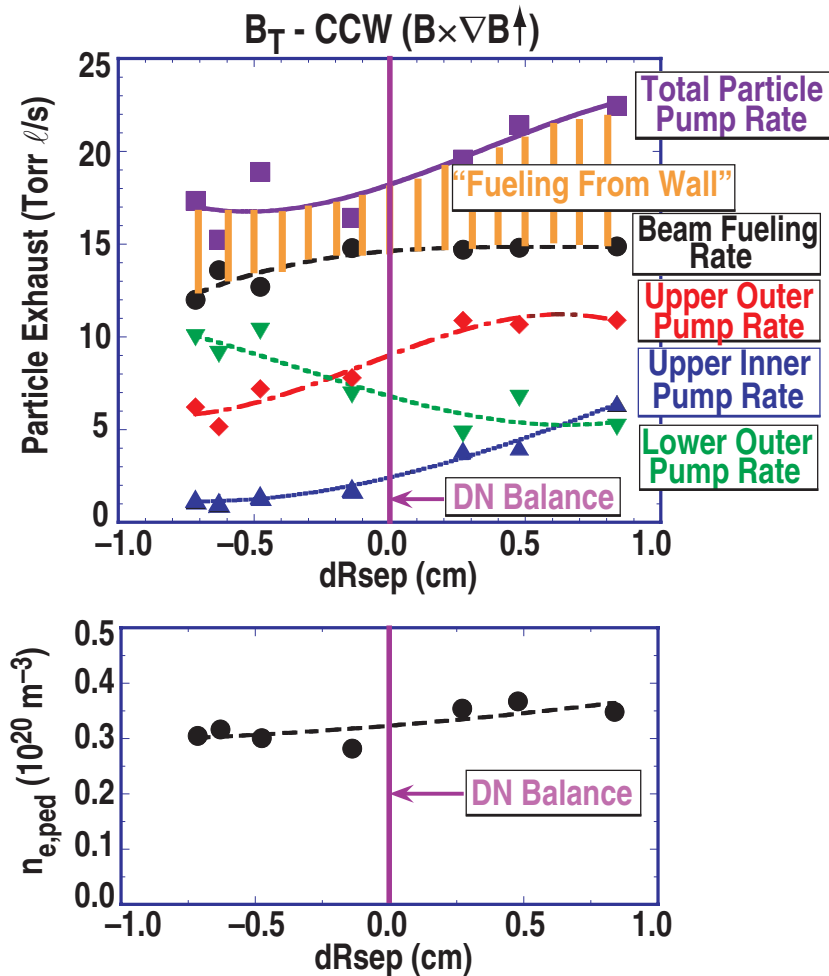 B_T - CCW (B×∇B↑)
25
20
15
10
5
0
Particle Exhaust (Torr ℓ/s)
Total Particle
Pump Rate
“Fueling From Wall”
Beam Fueling
Rate
Upper Outer
Pump Rate
Upper Inner
Pump Rate
Lower Outer
Pump Rate
DN Balance
−1.0 −0.5 0.0 0.5 1.0
dRsep (cm)
0.5
0.4
0.3
0.2
0.1
0.0
n_e,ped (10^20 m^−3)
DN Balance
−1.0 −0.5 0.0 0.5 1.0
dRsep (cm)